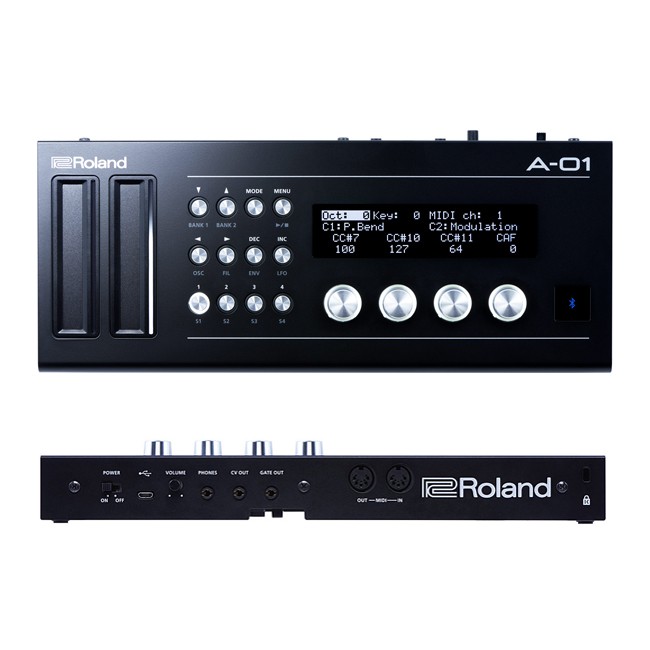 Roland
A-01
▼ ▲ MODE MENU
BANK 1 BANK 2 ►/■
◄ ► DEC INC
OSC FIL ENV LFO
1 2 3 4
S1 S2 S3 S4
Oct: 0 Key: 0 MIDI ch: 1
C1:P.Bend C2:Modulation
CC#7 CC#10 CC#11 CAF
100 127 64 0
POWER VOLUME PHONES CV OUT GATE OUT
ON OFF
OUT — MIDI — IN
Roland